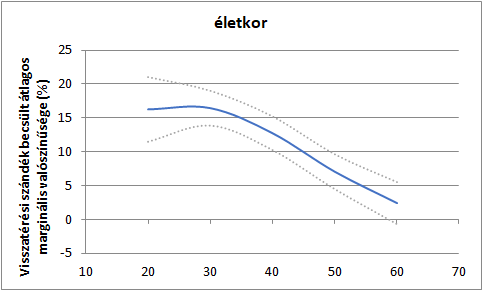 életkor
Visszatérési szándék becsült átlagos
marginális valószínűsége (%)
25
20
15
10
5
0
-5
10 20 30 40 50 60 70